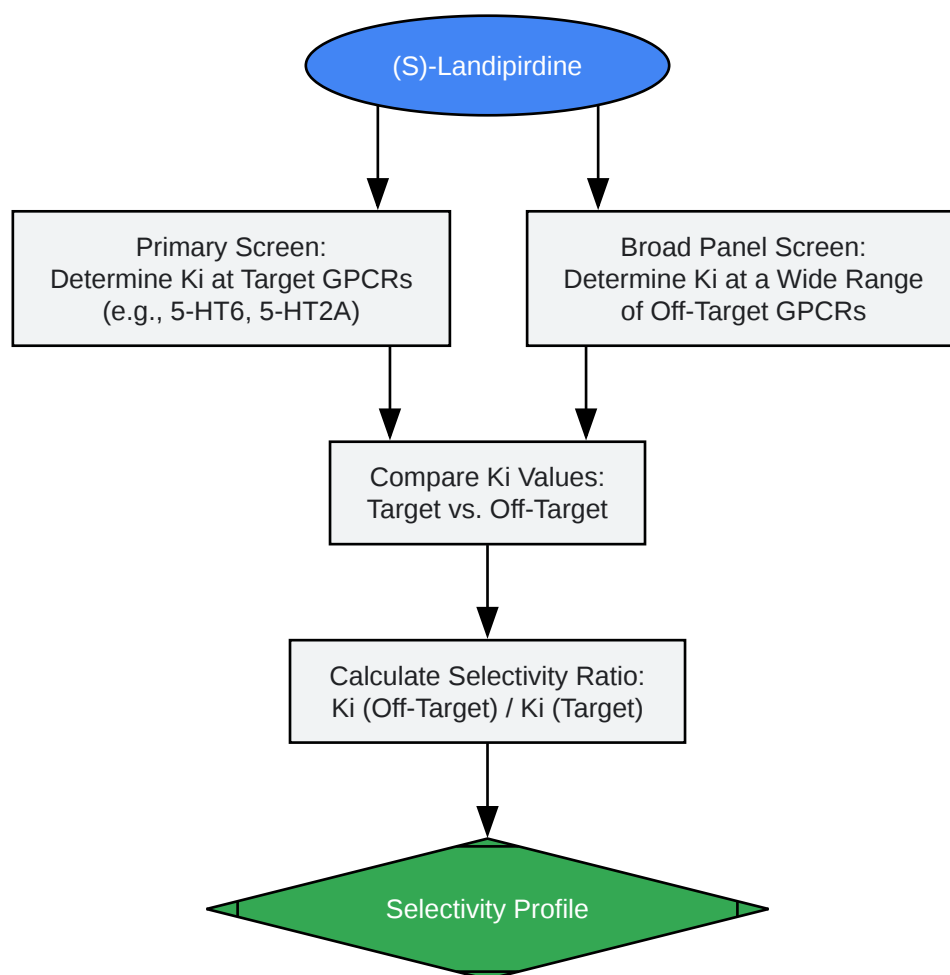 (S)-Landipirdine
Primary Screen:
Determine Ki at Target GPCRs
(e.g., 5-HT6, 5-HT2A)
Broad Panel Screen:
Determine Ki at a Wide Range
of Off-Target GPCRs
Compare Ki Values:
Target vs. Off-Target
Calculate Selectivity Ratio:
Ki (Off-Target) / Ki (Target)
Selectivity Profile